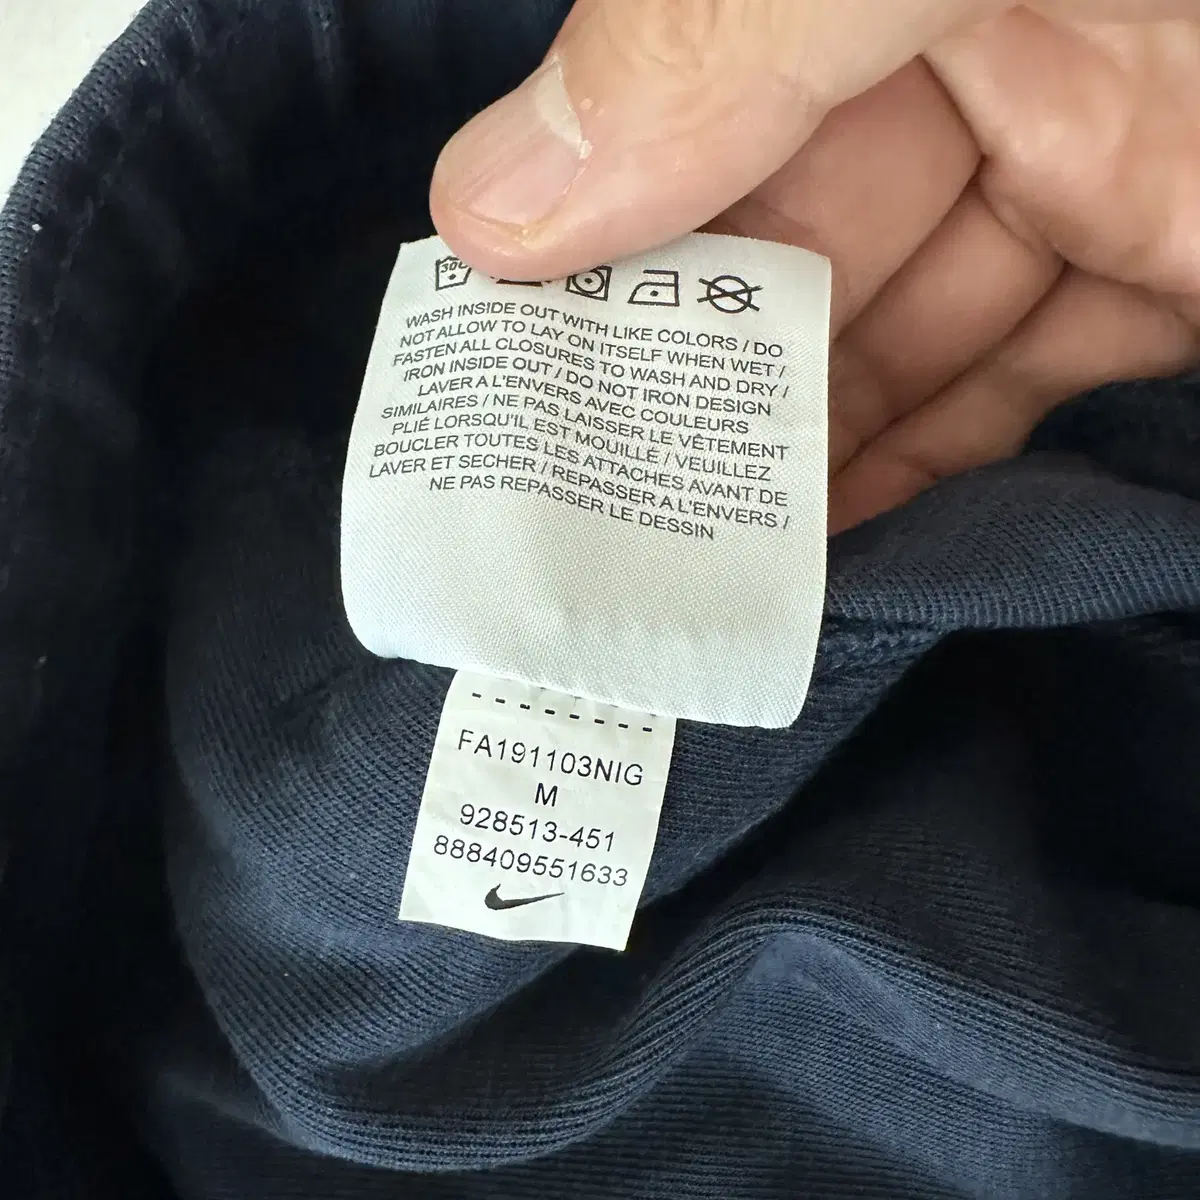 30C
WASH INSIDE OUT WITH LIKE COLORS / DO
NOT ALLOW TO LAY ON ITSELF WHEN WET /
FASTEN ALL CLOSURES TO WASH AND DRY /
IRON INSIDE OUT / DO NOT IRON DESIGN
LAVER A L'ENVERS AVEC COULEURS
SIMILAIRES / NE PAS LAISSER LE VÊTEMENT
PLIÉ LORSQU'IL EST MOUILLÉ / VEUILLEZ
BOUCLER TOUTES LES ATTACHES AVANT DE
LAVER ET SECHER / REPASSER A L'ENVERS /
NE PAS REPASSER LE DESSIN
FA191103NIG
M
928513-451
888409551633